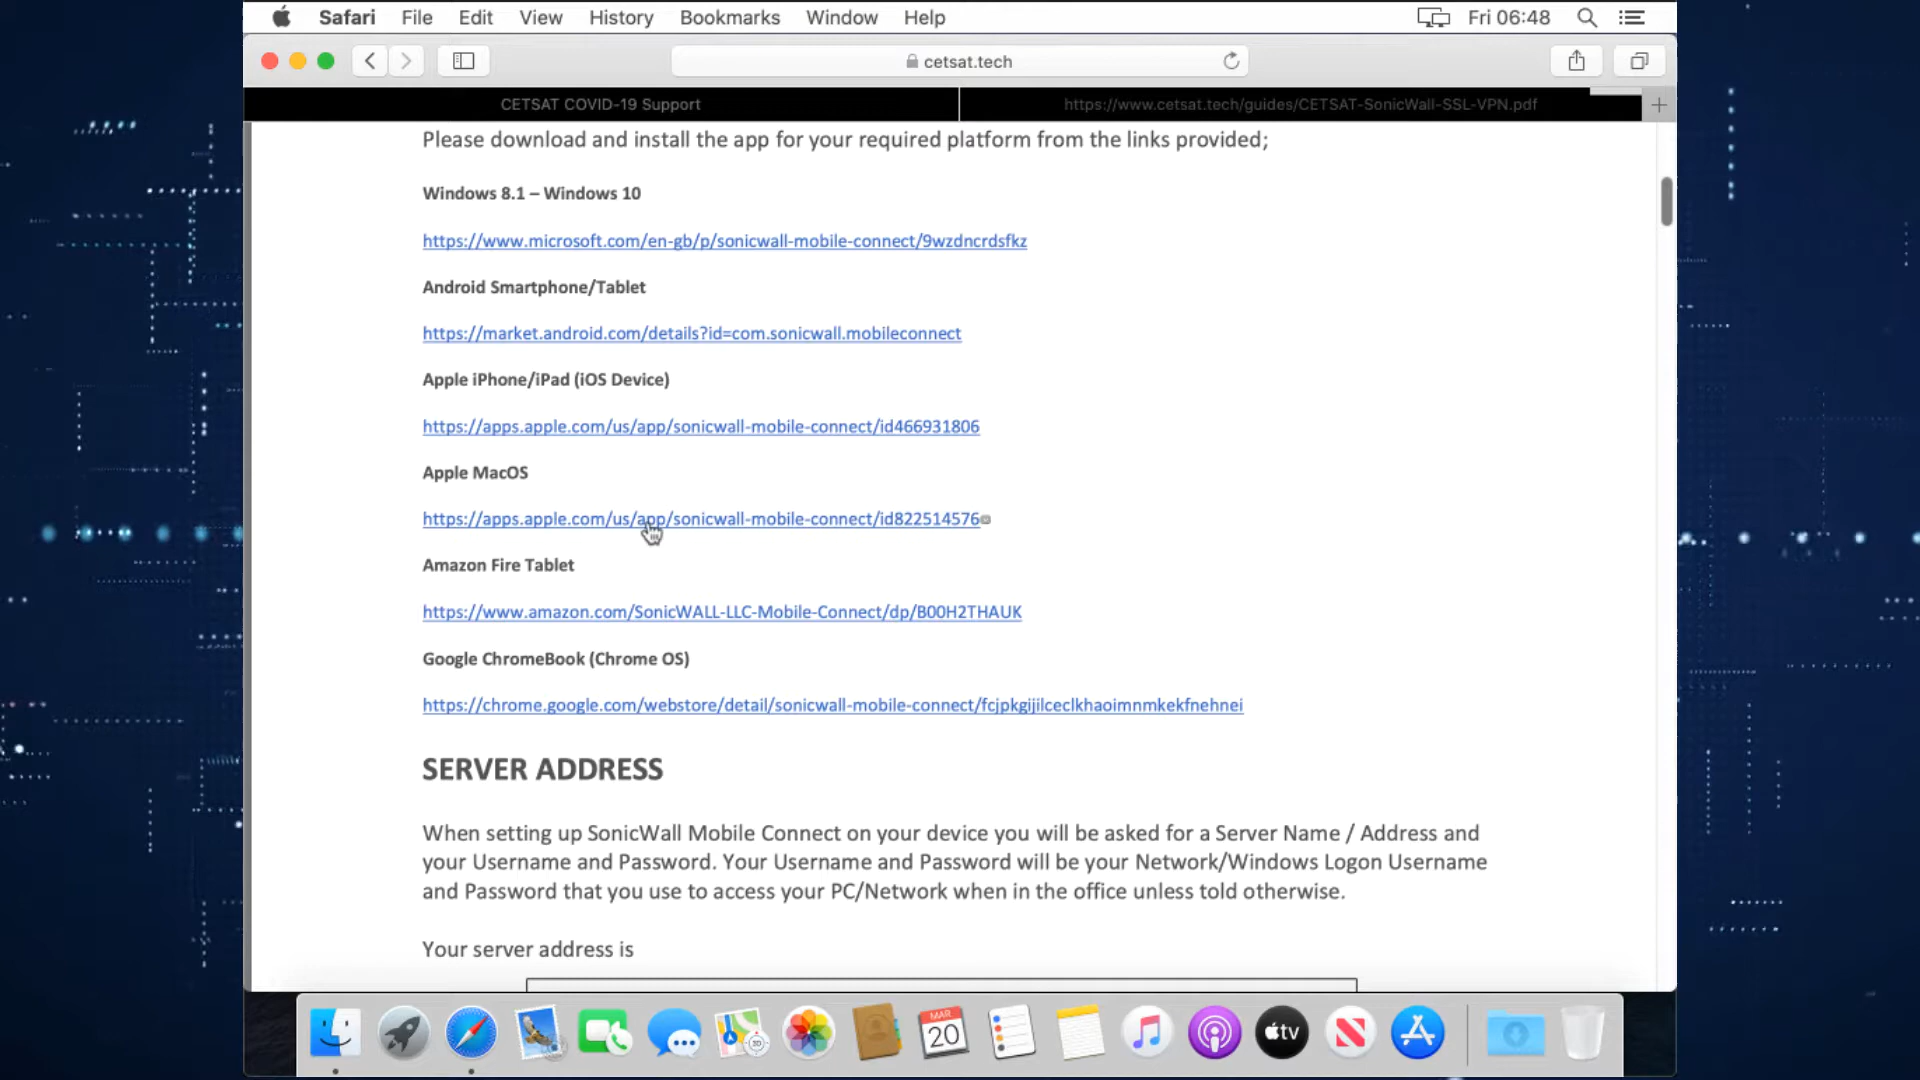 Safari File Edit View History Bookmarks Window Help Fri 06:48
cetsat.tech
CETSAT COVID-19 Support https://www.cetsat.tech/guides/CETSAT-SonicWall-SSL-VPN.pdf
Please download and install the app for your required platform from the links provided;
Windows 8.1 – Windows 10
https://www.microsoft.com/en-gb/p/sonicwall-mobile-connect/9wzdncrdsfkz
Android Smartphone/Tablet
https://market.android.com/details?id=com.sonicwall.mobileconnect
Apple iPhone/iPad (iOS Device)
https://apps.apple.com/us/app/sonicwall-mobile-connect/id466931806
Apple MacOS
https://apps.apple.com/us/app/sonicwall-mobile-connect/id822514576
Amazon Fire Tablet
https://www.amazon.com/SonicWALL-LLC-Mobile-Connect/dp/B00H2THAUK
Google ChromeBook (Chrome OS)
https://chrome.google.com/webstore/detail/sonicwall-mobile-connect/fcjpkgijilceclkhaoimnmkekfnehnei
SERVER ADDRESS
When setting up SonicWall Mobile Connect on your device you will be asked for a Server Name / Address and
your Username and Password. Your Username and Password will be your Network/Windows Logon Username
and Password that you use to access your PC/Network when in the office unless told otherwise.
Your server address is
MAR
20
3D
tv